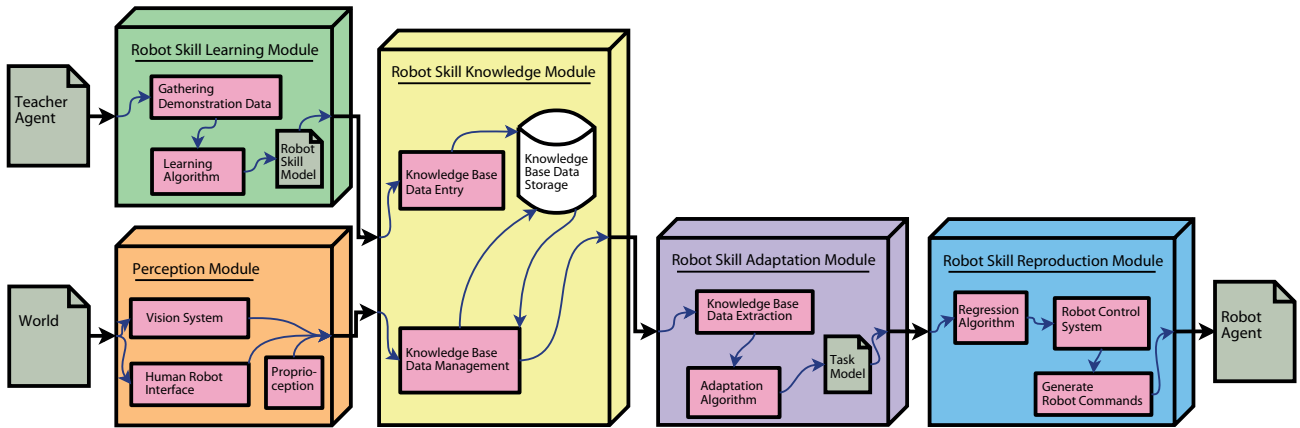 Teacher
Agent
Robot Skill Learning Module
Gathering
Demonstration Data
Learning
Algorithm
Robot
Skill
Model
World
Perception Module
Vision System
Human Robot
Interface
Proprio-
ception
Robot Skill Knowledge Module
Knowledge Base
Data Entry
Knowledge
Base Data
Storage
Knowledge Base
Data Management
Robot Skill Adaptation Module
Knowledge Base
Data Extraction
Adaptation
Algorithm
Task
Model
Robot Skill Reproduction Module
Regression
Algorithm
Robot Control
System
Generate
Robot Commands
Robot
Agent